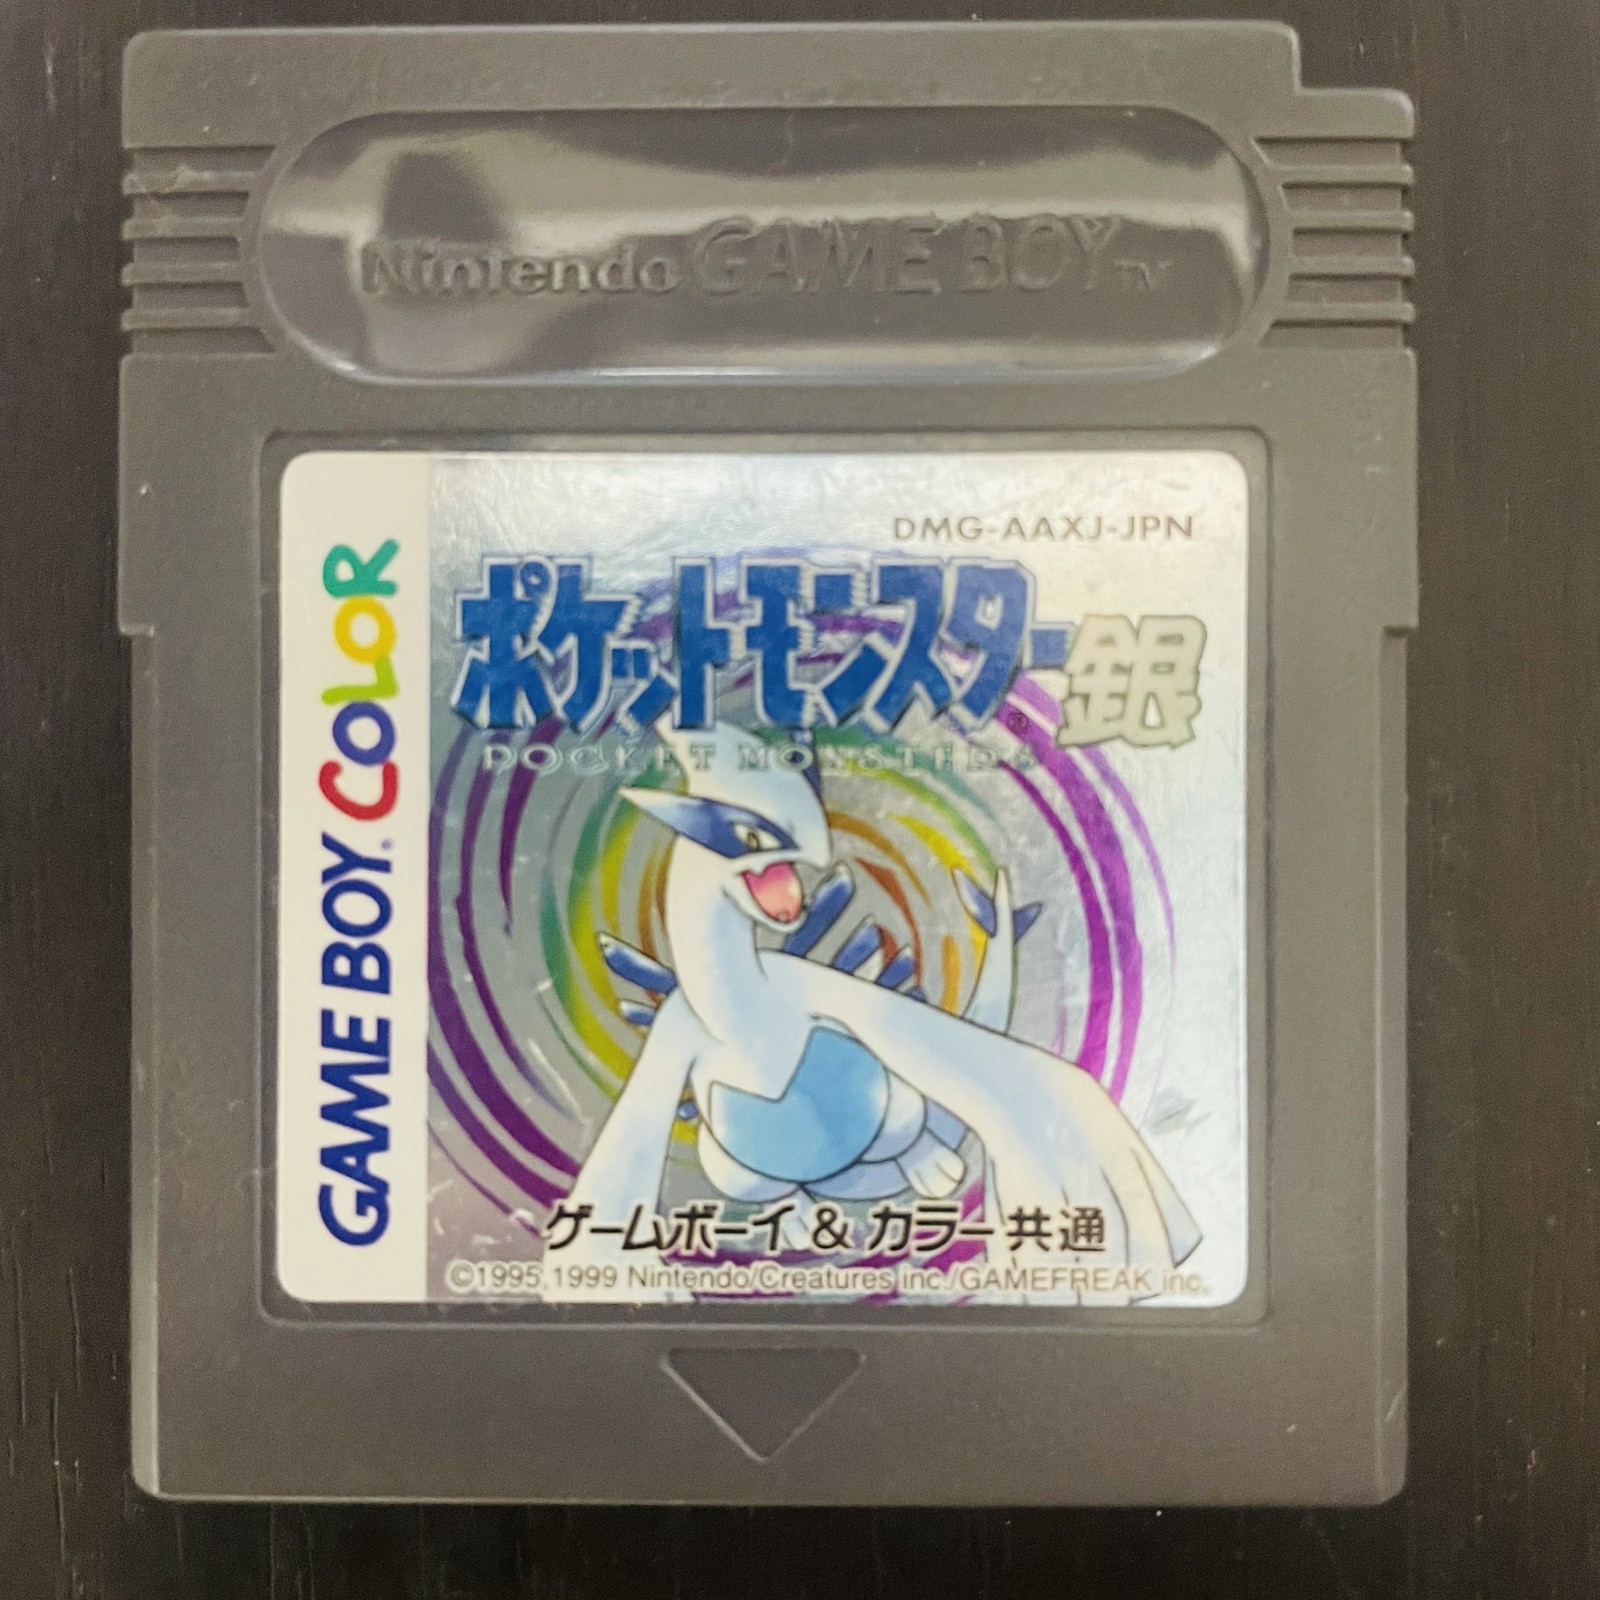 Nintendo GAME BOY TM
GAME BOY COLOR
DMG-AAXJ-JPN
ポケットモンスター銀
POCKET MONSTERS
ゲームボーイ & カラー 共通
©1995,1999 Nintendo/Creatures inc./GAMEFREAK inc.